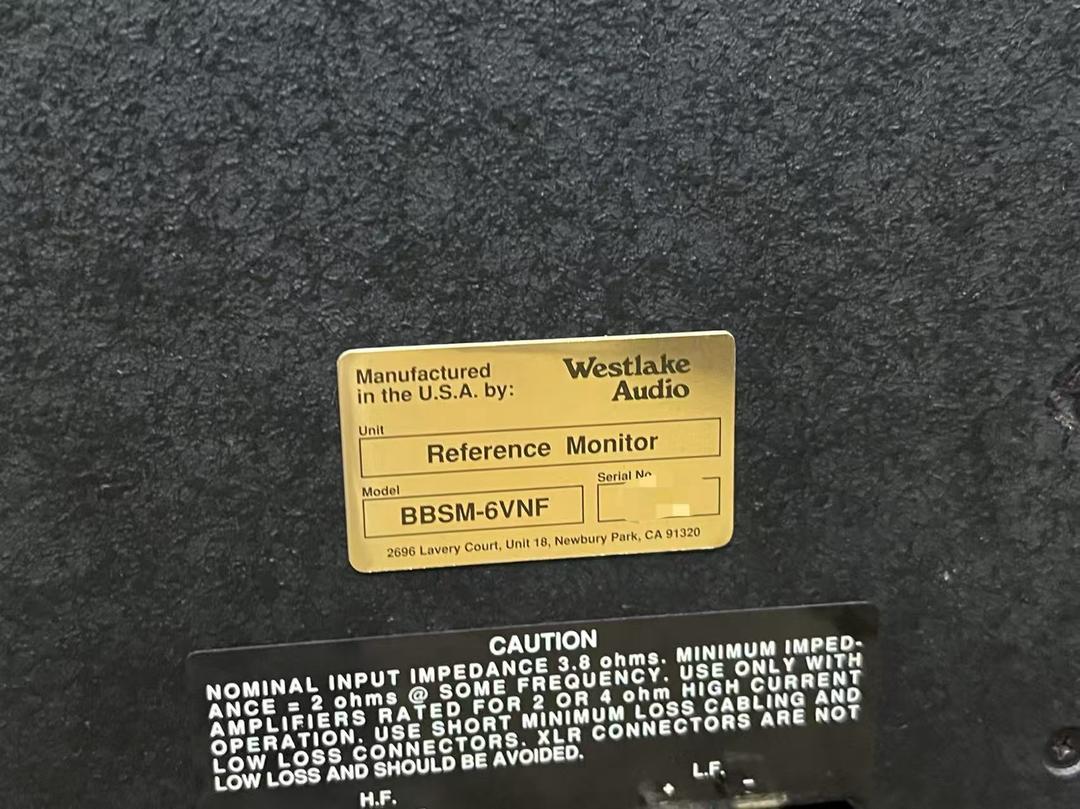 Manufactured
in the U.S.A. by:
Westlake
Audio
Unit
Reference Monitor
Model
BBSM-6VNF
Serial No
2696 Lavery Court, Unit 18, Newbury Park, CA 91320
CAUTION
NOMINAL INPUT IMPEDANCE 3.8 ohms. MINIMUM IMPED-
ANCE = 2 ohms @ SOME FREQUENCY. USE ONLY WITH
AMPLIFIERS RATED FOR 2 OR 4 ohm HIGH CURRENT
OPERATION. USE SHORT MINIMUM LOSS CABLING AND
LOW LOSS CONNECTORS. XLR CONNECTORS ARE NOT
LOW LOSS AND SHOULD BE AVOIDED.
H.F.
L.F.
+ -